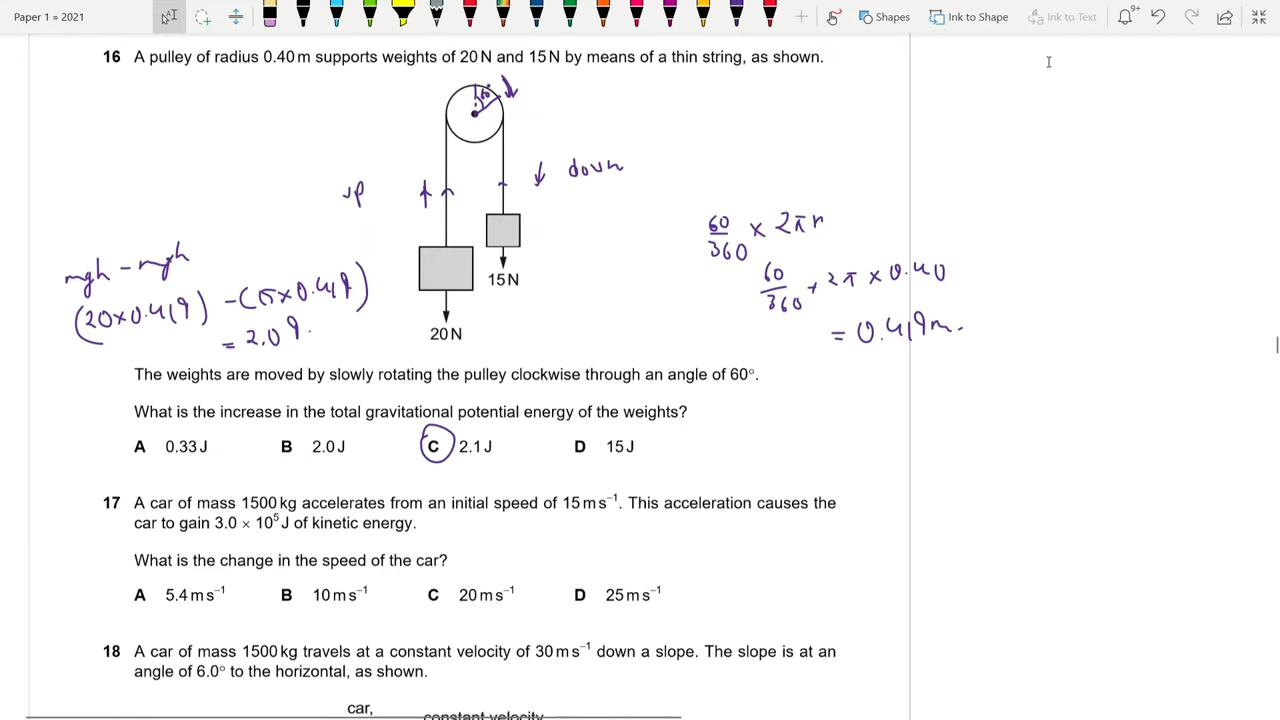 Paper 1 » 2021
Shapes
Ink to Shape
Ink to Text
9+
16 A pulley of radius 0.40 m supports weights of 20 N and 15 N by means of a thin string, as shown.
60°
down
up
60/360 × 2πr
mgh – mgh
60/360 × 2π × 0.40
(20×0.419) – (15×0.419)
15 N
= 0.419m.
= 2.09.
20 N
The weights are moved by slowly rotating the pulley clockwise through an angle of 60°.
What is the increase in the total gravitational potential energy of the weights?
A 0.33 J B 2.0 J C 2.1 J D 15 J
17 A car of mass 1500 kg accelerates from an initial speed of 15 m s⁻¹. This acceleration causes the
car to gain 3.0 × 10⁵ J of kinetic energy.
What is the change in the speed of the car?
A 5.4 m s⁻¹ B 10 m s⁻¹ C 20 m s⁻¹ D 25 m s⁻¹
18 A car of mass 1500 kg travels at a constant velocity of 30 m s⁻¹ down a slope. The slope is at an
angle of 6.0° to the horizontal, as shown.
car,
constant velocity